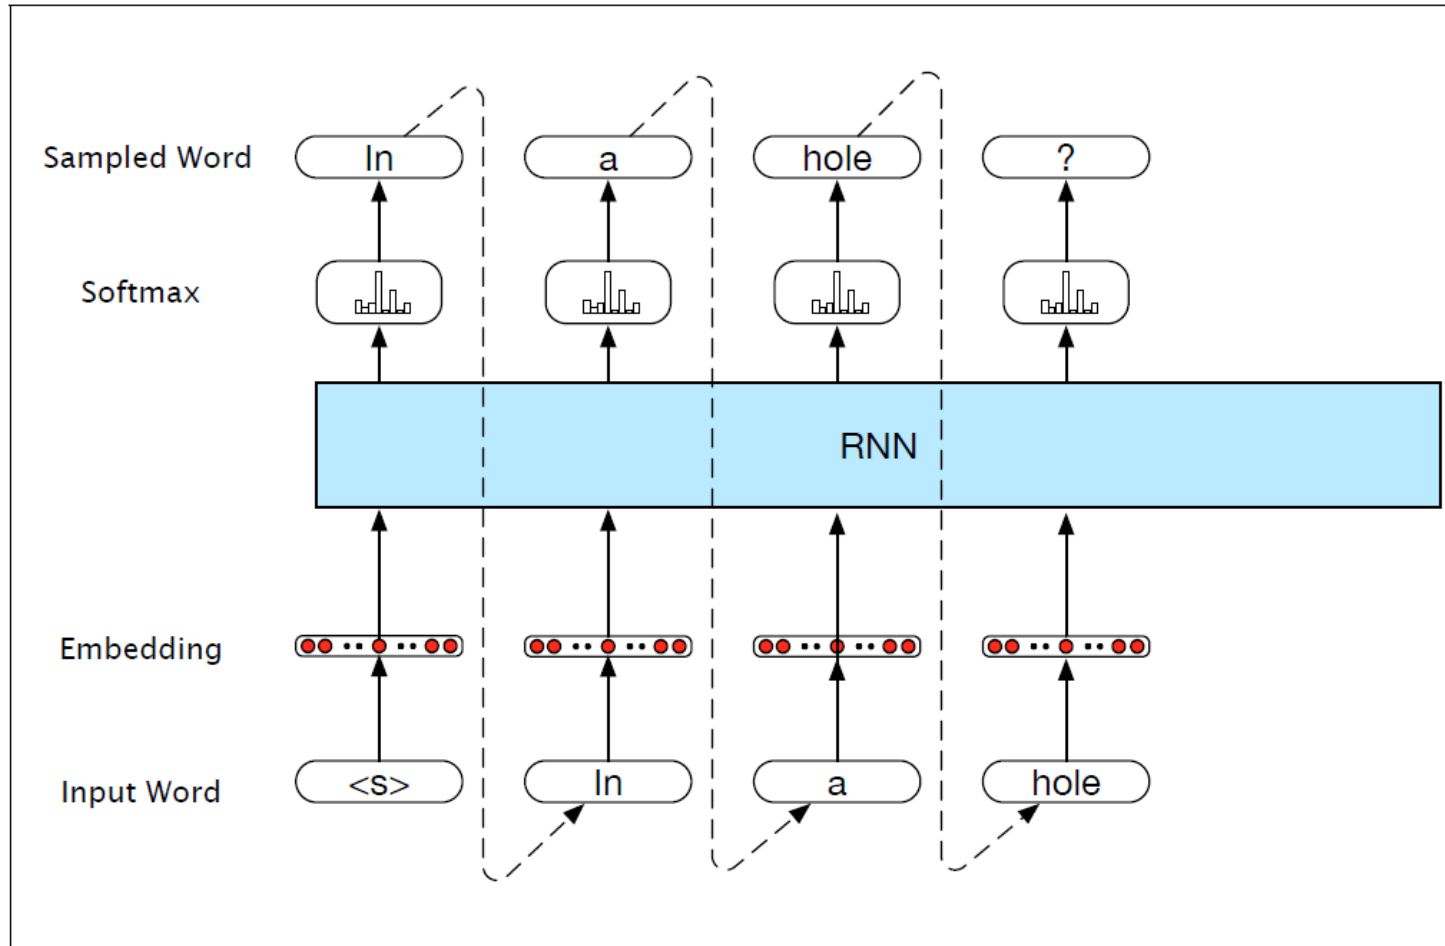 Sampled Word In a hole ?
Softmax
RNN
Embedding
Input Word <s> In a hole